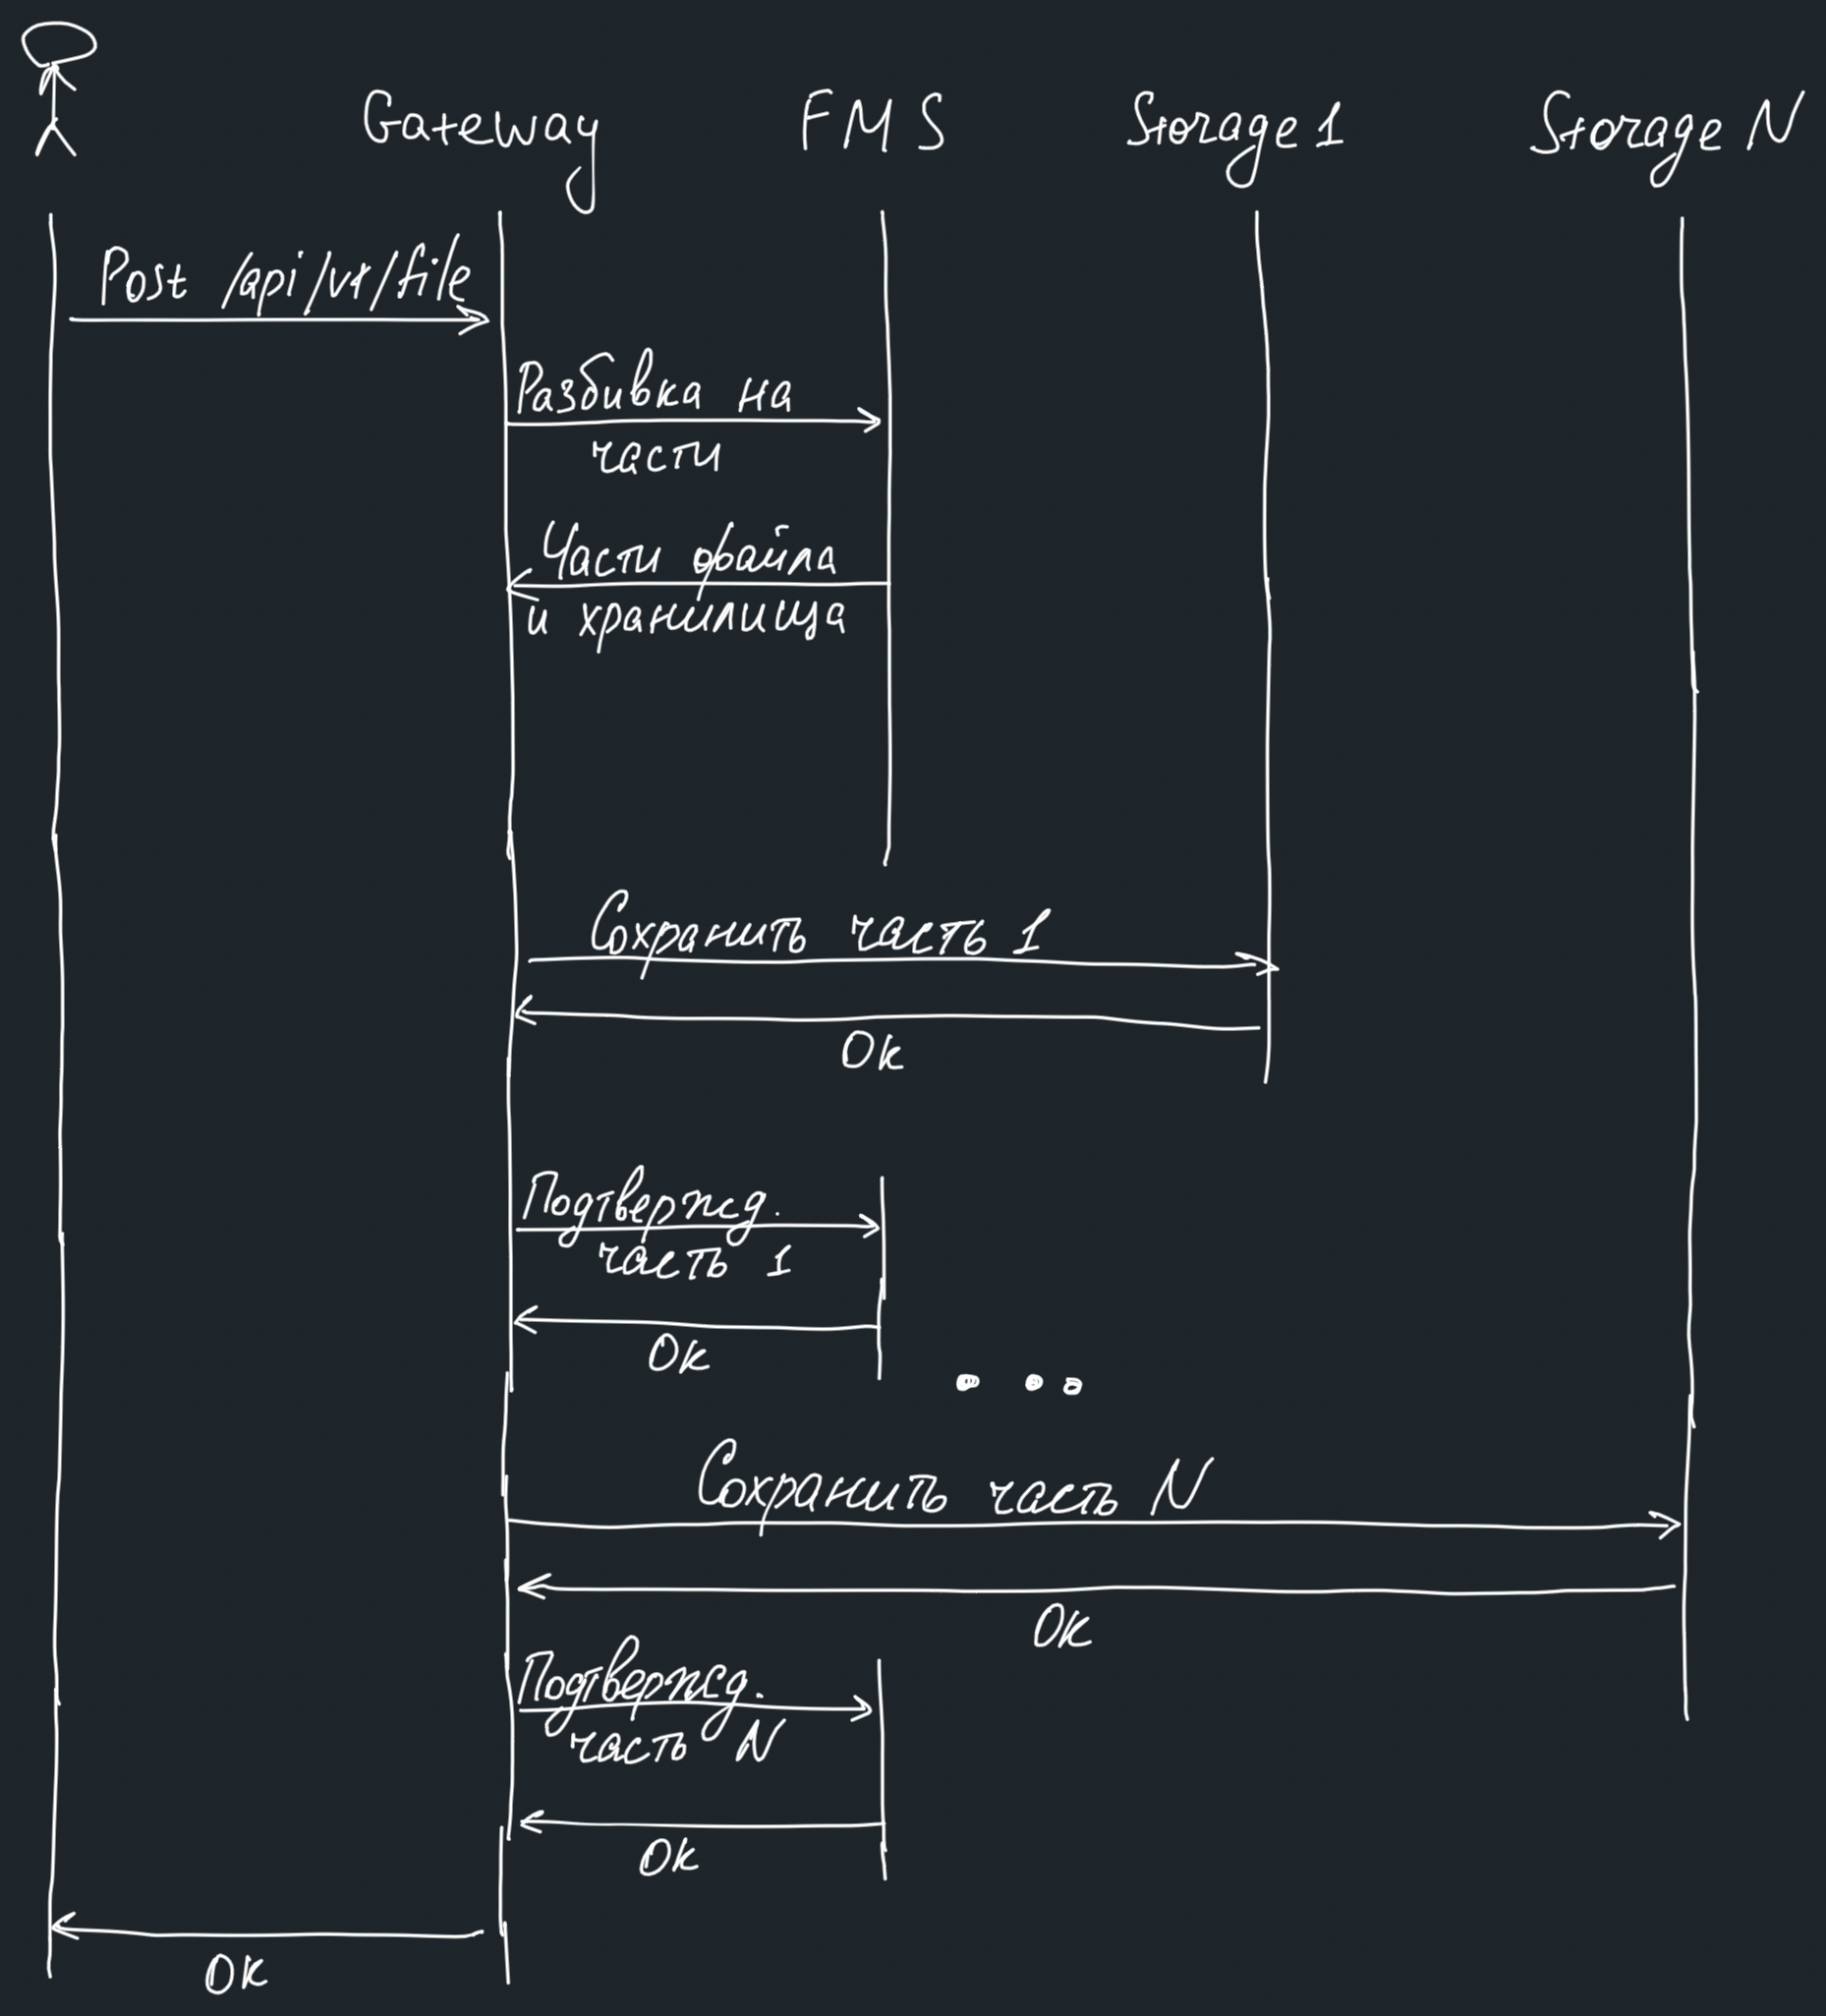 Gateway
FMS
Storage 1
Storage N
Post /api/v1/file
Разбивка на
части
Части файла
и хранилища
Сохранить часть 1
Ok
Подтвержд.
часть 1
Ok
Сохранить часть N
Ok
Подтвержд.
часть N
Ok
Ok